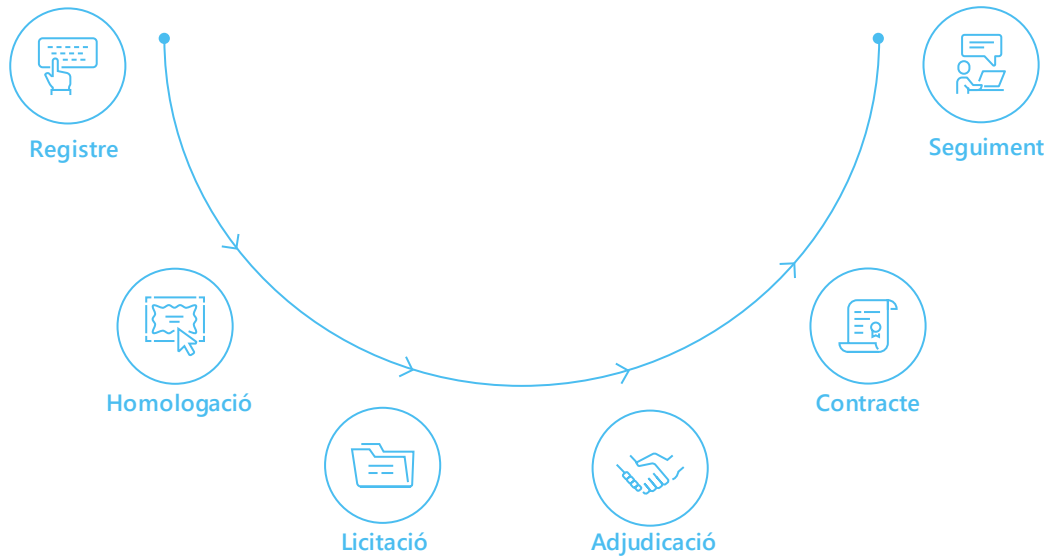 Registre
Homologació
Licitació
Adjudicació
Contracte
Seguiment